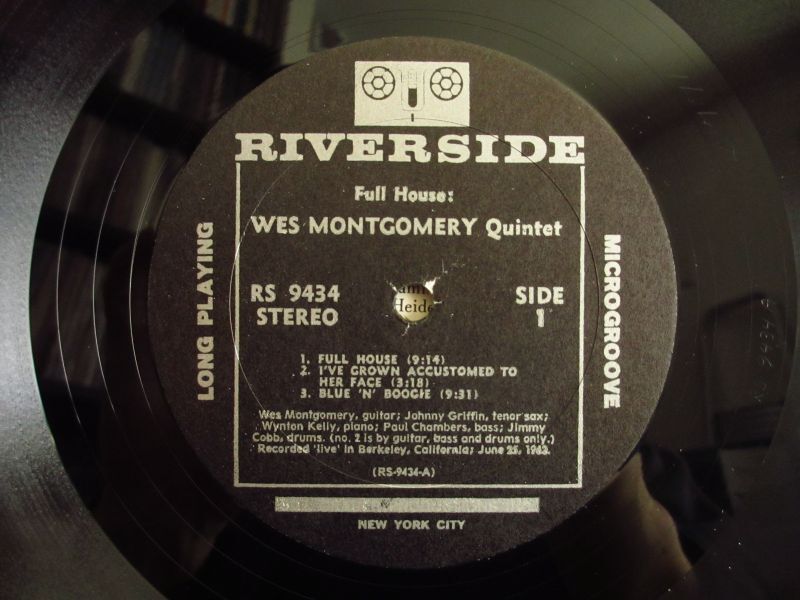 RIVERSIDE
Full House:
WES MONTGOMERY Quintet
RS 9434
STEREO
SIDE
1
LONG PLAYING
MICROGROOVE
Heide
1. FULL HOUSE (9:14)
2. I'VE GROWN ACCUSTOMED TO
HER FACE (3:18)
3. BLUE 'N' BOOGIE (9:31)
Wes Montgomery, guitar; Johnny Griffin, tenor sax;
Wynton Kelly, piano; Paul Chambers, bass; Jimmy
Cobb, drums. (no. 2 is by guitar, bass and drums only.)
Recorded 'live' in Berkeley, California; June 25,
(RS-9434-A)
NEW YORK CITY